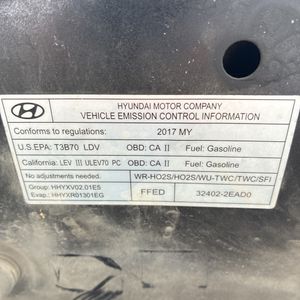 HYUNDAI MOTOR COMPANY
VEHICLE EMISSION CONTROL INFORMATION
Conforms to regulations: 2017 MY
U.S.EPA: T3B70 LDV OBD: CA II Fuel: Gasoline
California: LEV III ULEV70 PC OBD: CA II Fuel: Gasoline
No adjustments needed. WR-HO2S/HO2S/WU-TWC/TWC/SFI
Group: HHYXV02.01E5
Evap: HHYXR01301EG FFED 32402-2EAD0